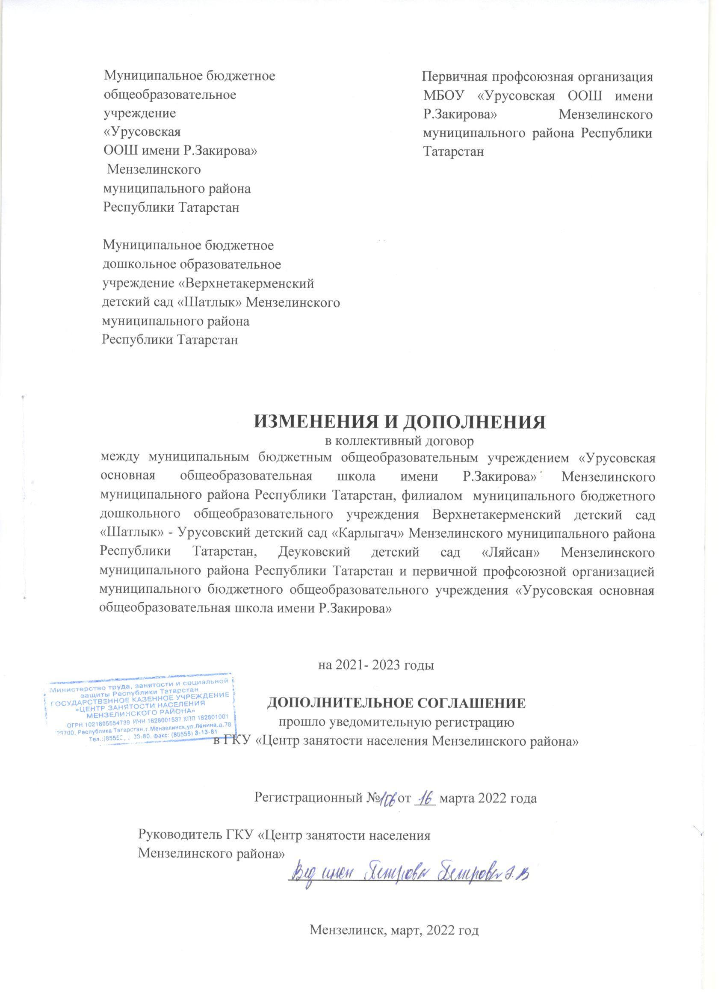 Муниципальное бюджетное
общеобразовательное
учреждение
«Урусовская
ООШ имени Р.Закирова»
Мензелинского
муниципального района
Республики Татарстан
Первичная профсоюзная организация
МБОУ «Урусовская ООШ имени
Р.Закирова» Мензелинского
муниципального района Республики
Татарстан
Муниципальное бюджетное
дошкольное образовательное
учреждение «Верхнетакерменский
детский сад «Шатлык» Мензелинского
муниципального района
Республики Татарстан
ИЗМЕНЕНИЯ И ДОПОЛНЕНИЯ
в коллективный договор
между муниципальным бюджетным общеобразовательным учреждением «Урусовская
основная общеобразовательная школа имени Р.Закирова» Мензелинского
муниципального района Республики Татарстан, филиалом муниципального бюджетного
дошкольного общеобразовательного учреждения Верхнетакерменский детский сад
«Шатлык» - Урусовский детский сад «Карлыгач» Мензелинского муниципального района
Республики Татарстан, Деуковский детский сад «Ляйсан» Мензелинского
муниципального района Республики Татарстан и первичной профсоюзной организацией
муниципального бюджетного общеобразовательного учреждения «Урусовская основная
общеобразовательная школа имени Р.Закирова»
на 2021- 2023 годы
Министерство труда, занятости и социальной
защиты Республики Татарстан
ГОСУДАРСТВЕННОЕ КАЗЕННОЕ УЧРЕЖДЕНИЕ
«ЦЕНТР ЗАНЯТОСТИ НАСЕЛЕНИЯ
МЕНЗЕЛИНСКОГО РАЙОНА»
ОГРН 1021605554739 ИНН 1628001537 КПП 162801001
Республика Татарстан,г.Мензелинск,ул.Ленина,д.78
Факс: (85555) 3-13-81
ДОПОЛНИТЕЛЬНОЕ СОГЛАШЕНИЕ
прошло уведомительную регистрацию
в ГКУ «Центр занятости населения Мензелинского района»
Регистрационный №106 от 16 марта 2022 года
Руководитель ГКУ «Центр занятости населения
Мензелинского района»
Вед инсп Петрова Петрова
Мензелинск, март, 2022 год